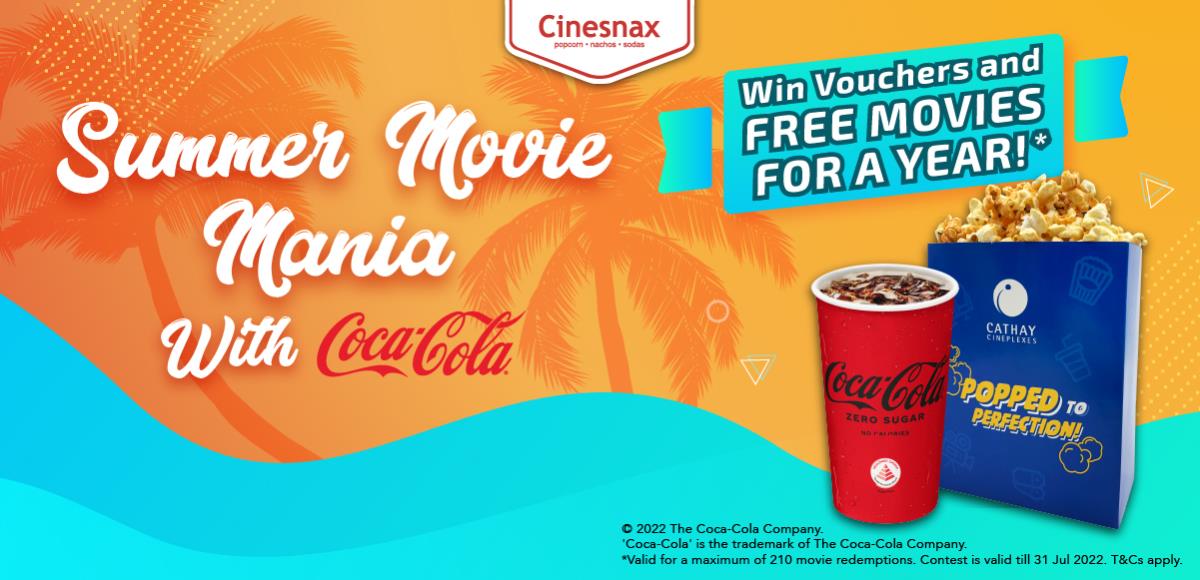 Cinesnax
popcorn • nachos • sodas
Summer Movie
Mania
With Coca-Cola
Win Vouchers and
FREE MOVIES
FOR A YEAR!*
CATHAY
CINEPLEXES
POPPED TO
PERFECTION!
Coca-Cola
ZERO SUGAR
NO CALORIES
© 2022 The Coca-Cola Company.
'Coca-Cola' is the trademark of The Coca-Cola Company.
*Valid for a maximum of 210 movie redemptions. Contest is valid till 31 Jul 2022. T&Cs apply.